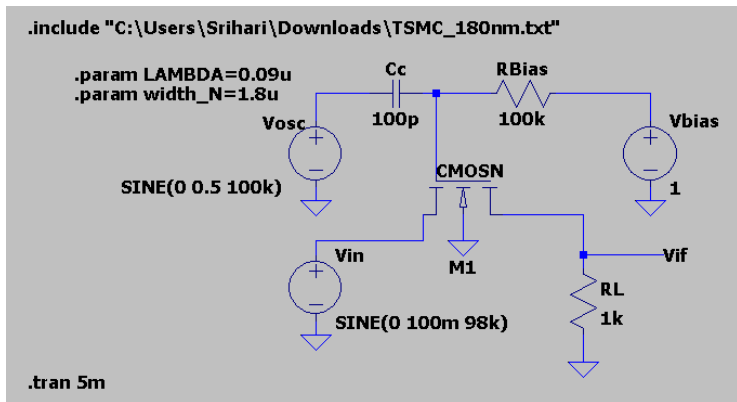 .include "C:\Users\Srihari\Downloads\TSMC_180nm.txt"
.param LAMBDA=0.09u
.param width_N=1.8u
Cc
RBias
100p
100k
Vosc
Vbias
SINE(0 0.5 100k)
CMOSN
1
Vin
M1
Vif
RL
SINE(0 100m 98k)
1k
.tran 5m